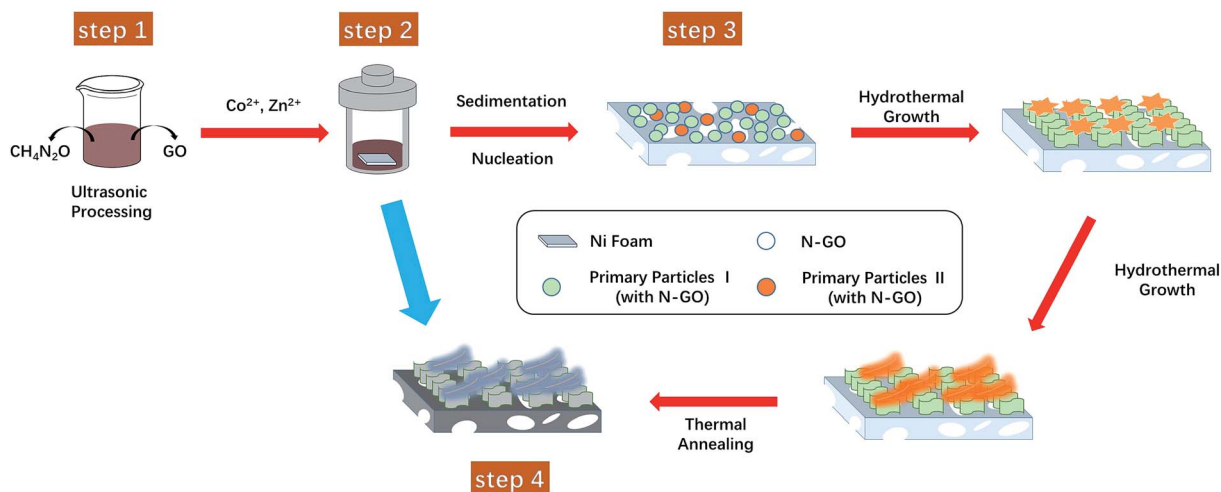 step 1
step 2
step 3
Co²⁺, Zn²⁺
Sedimentation
Nucleation
Hydrothermal
Growth
CH₄N₂O
GO
Ultrasonic
Processing
Ni Foam
N-GO
Primary Particles Ⅰ
(with N-GO)
Primary Particles Ⅱ
(with N-GO)
Hydrothermal
Growth
Thermal
Annealing
step 4